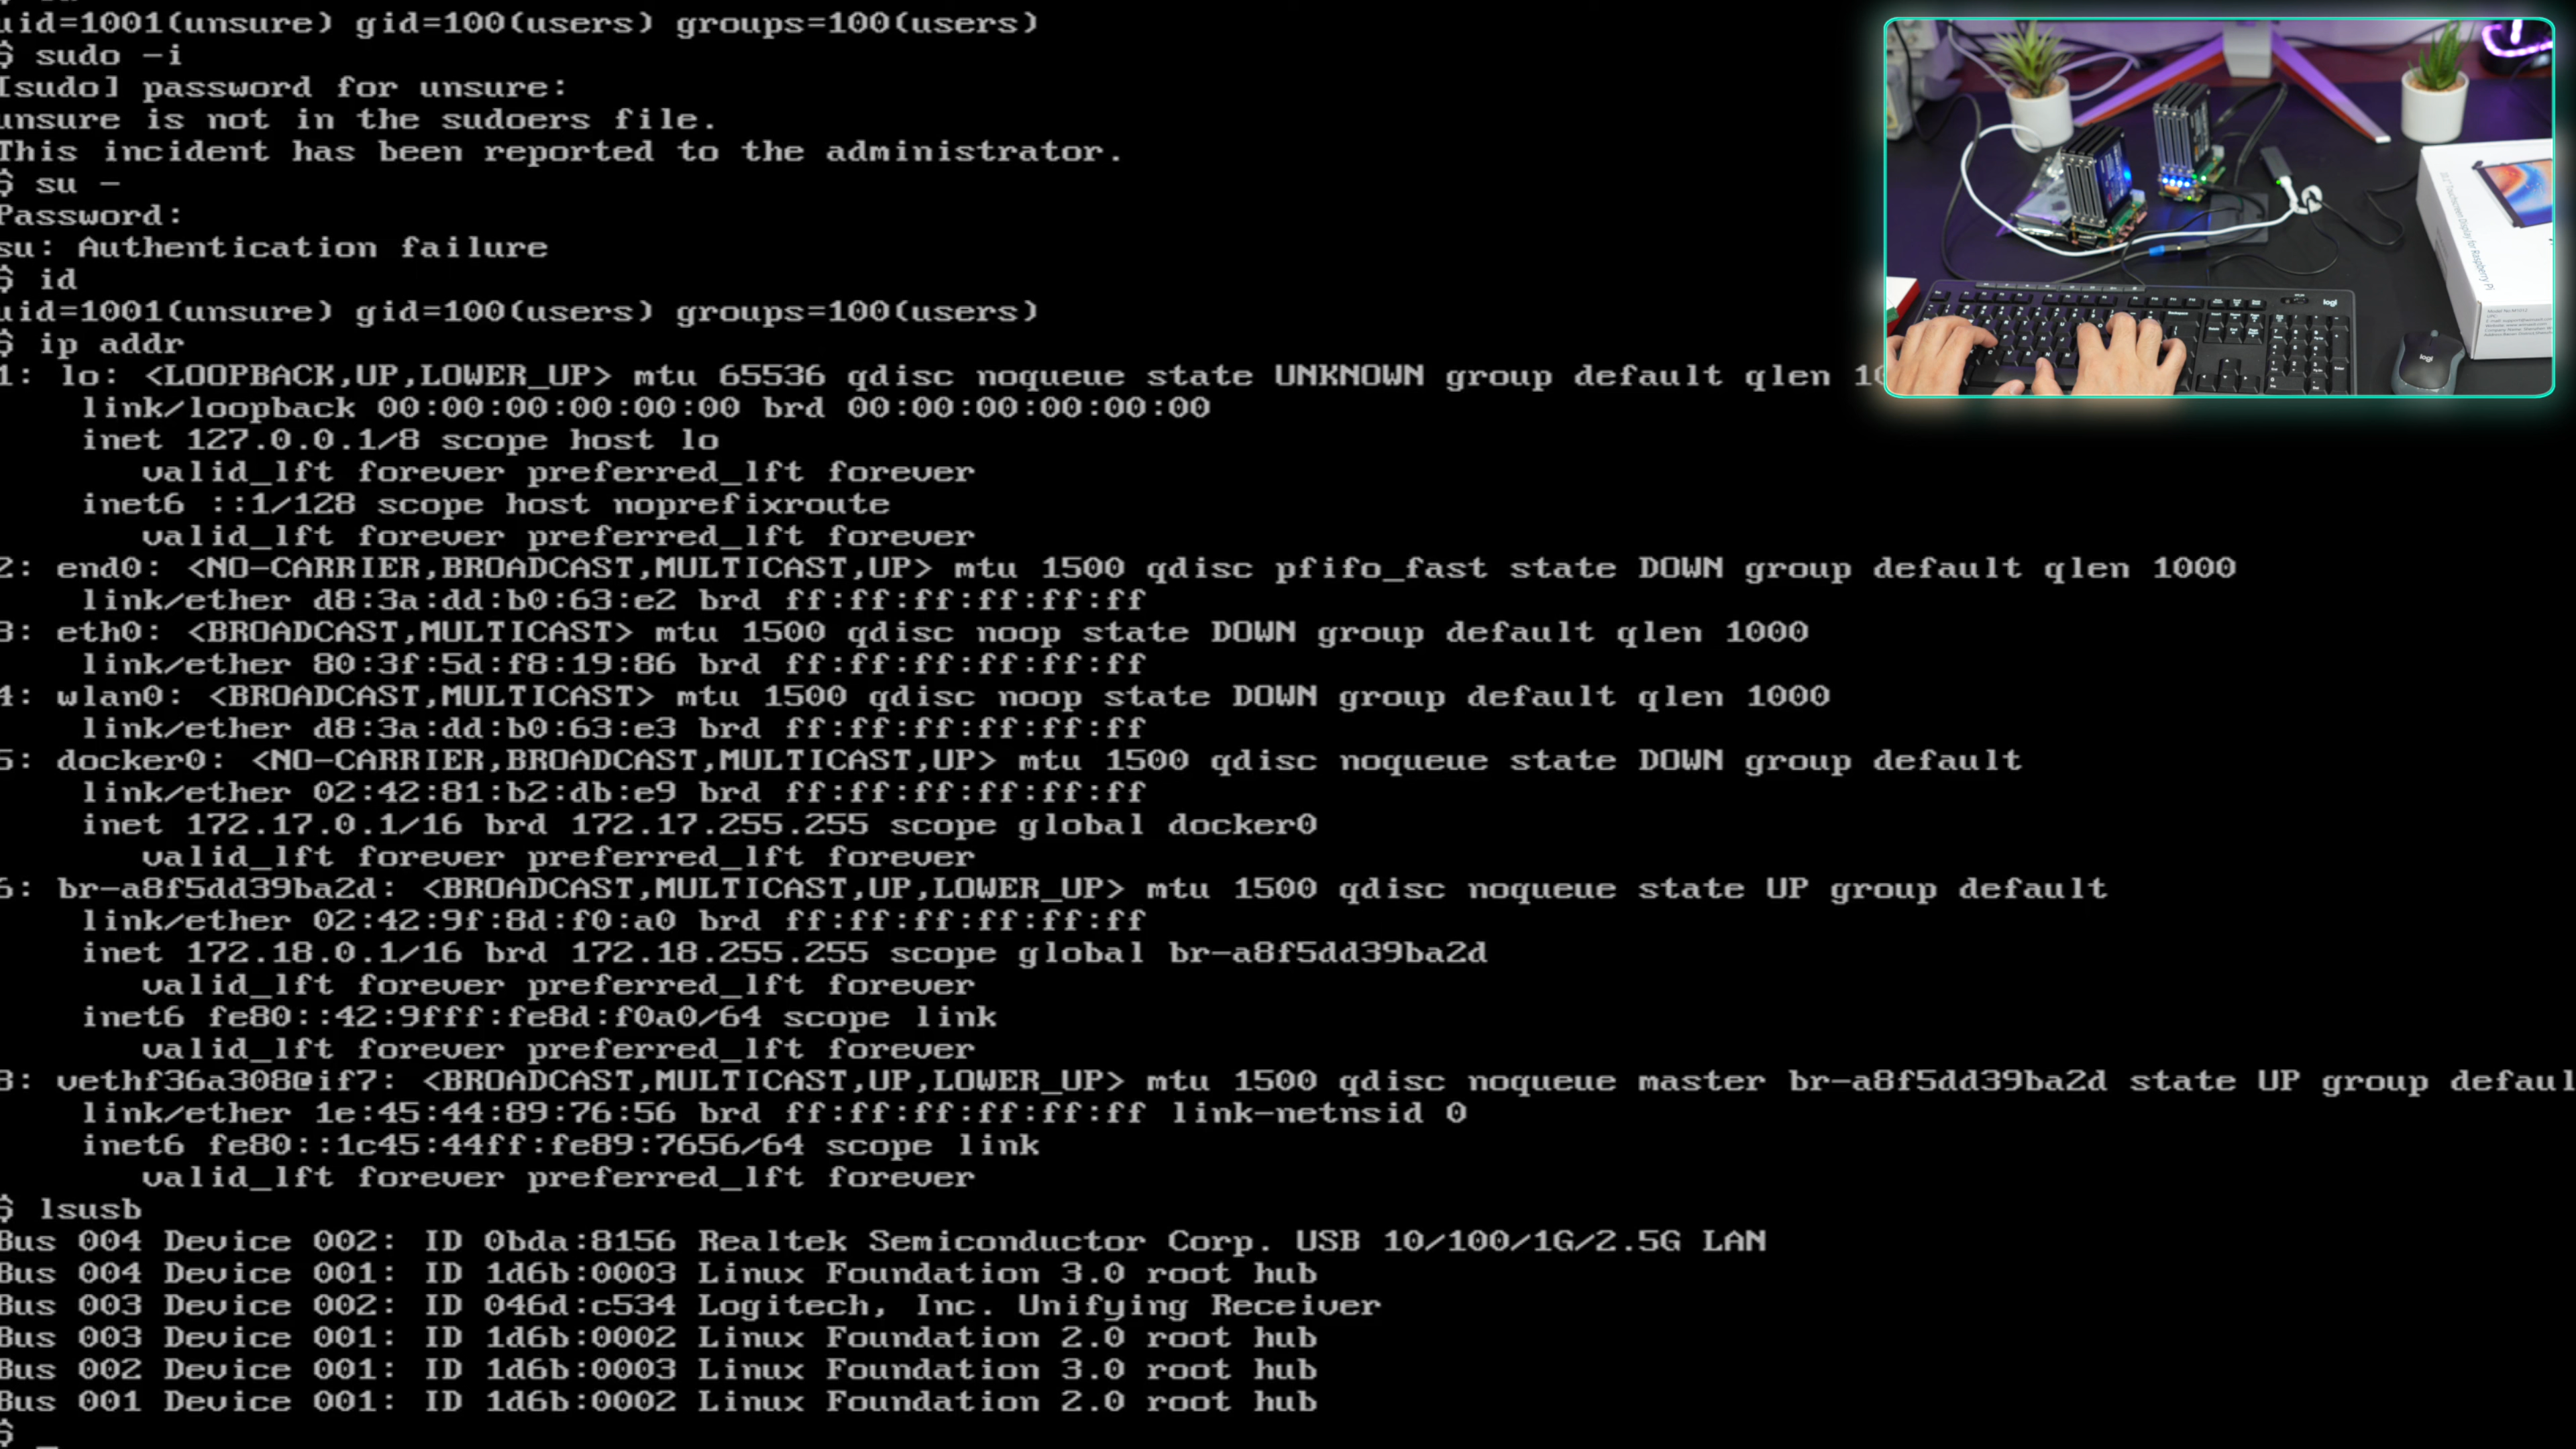 uid=1001(unsure) gid=100(users) groups=100(users)
$ sudo -i
[sudo] password for unsure:
unsure is not in the sudoers file.
This incident has been reported to the administrator.
$ su -
Password:
su: Authentication failure
$ id
uid=1001(unsure) gid=100(users) groups=100(users)
$ ip addr
1: lo: <LOOPBACK,UP,LOWER_UP> mtu 65536 qdisc noqueue state UNKNOWN group default qlen 10
link/loopback 00:00:00:00:00:00 brd 00:00:00:00:00:00
inet 127.0.0.1/8 scope host lo
valid_lft forever preferred_lft forever
inet6 ::1/128 scope host noprefixroute
valid_lft forever preferred_lft forever
2: end0: <NO-CARRIER,BROADCAST,MULTICAST,UP> mtu 1500 qdisc pfifo_fast state DOWN group default qlen 1000
link/ether d8:3a:dd:b0:63:e2 brd ff:ff:ff:ff:ff:ff
3: eth0: <BROADCAST,MULTICAST> mtu 1500 qdisc noop state DOWN group default qlen 1000
link/ether 80:3f:5d:f8:19:86 brd ff:ff:ff:ff:ff:ff
4: wlan0: <BROADCAST,MULTICAST> mtu 1500 qdisc noop state DOWN group default qlen 1000
link/ether d8:3a:dd:b0:63:e3 brd ff:ff:ff:ff:ff:ff
5: docker0: <NO-CARRIER,BROADCAST,MULTICAST,UP> mtu 1500 qdisc noqueue state DOWN group default
link/ether 02:42:81:b2:db:e9 brd ff:ff:ff:ff:ff:ff
inet 172.17.0.1/16 brd 172.17.255.255 scope global docker0
valid_lft forever preferred_lft forever
6: br-a8f5dd39ba2d: <BROADCAST,MULTICAST,UP,LOWER_UP> mtu 1500 qdisc noqueue state UP group default
link/ether 02:42:9f:8d:f0:a0 brd ff:ff:ff:ff:ff:ff
inet 172.18.0.1/16 brd 172.18.255.255 scope global br-a8f5dd39ba2d
valid_lft forever preferred_lft forever
inet6 fe80::42:9fff:fe8d:f0a0/64 scope link
valid_lft forever preferred_lft forever
8: vethf36a308@if7: <BROADCAST,MULTICAST,UP,LOWER_UP> mtu 1500 qdisc noqueue master br-a8f5dd39ba2d state UP group defaul
link/ether 1e:45:44:89:76:56 brd ff:ff:ff:ff:ff:ff link-netnsid 0
inet6 fe80::1c45:44ff:fe89:7656/64 scope link
valid_lft forever preferred_lft forever
$ lsusb
Bus 004 Device 002: ID 0bda:8156 Realtek Semiconductor Corp. USB 10/100/1G/2.5G LAN
Bus 004 Device 001: ID 1d6b:0003 Linux Foundation 3.0 root hub
Bus 003 Device 002: ID 046d:c534 Logitech, Inc. Unifying Receiver
Bus 003 Device 001: ID 1d6b:0002 Linux Foundation 2.0 root hub
Bus 002 Device 001: ID 1d6b:0003 Linux Foundation 3.0 root hub
Bus 001 Device 001: ID 1d6b:0002 Linux Foundation 2.0 root hub
$ _
logi
logi
Touchscreen Display for Raspberry Pi